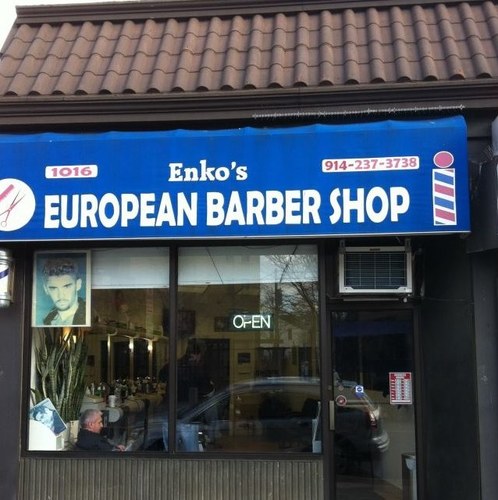 1016
Enko's
914-237-3738
EUROPEAN BARBER SHOP
OPEN